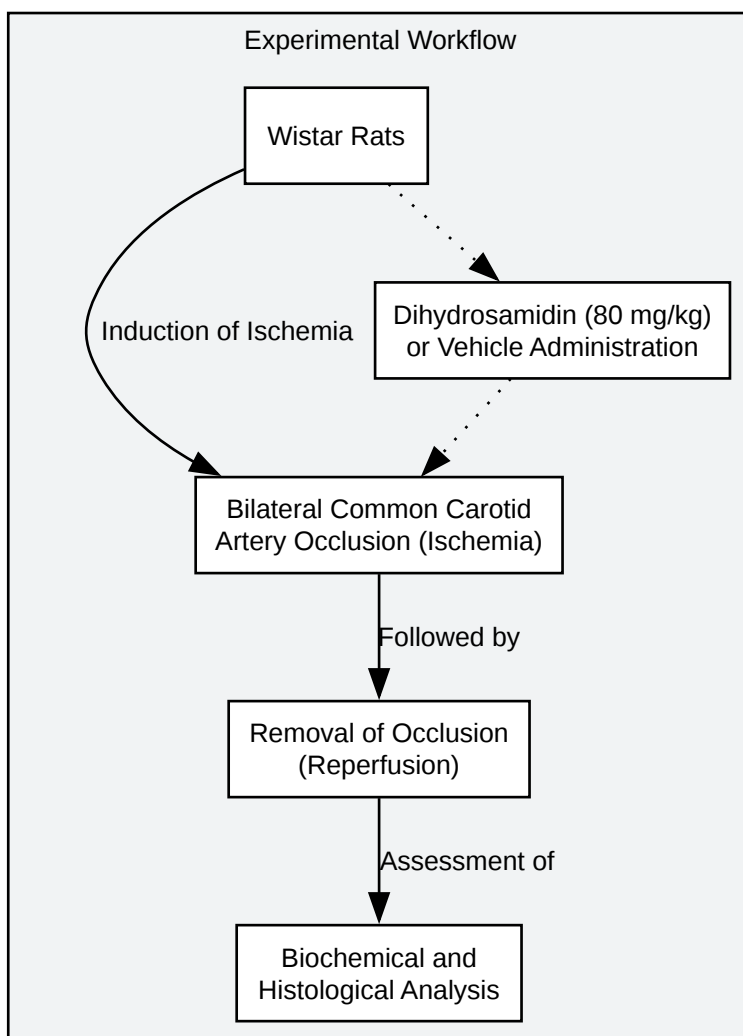 Experimental Workflow
Wistar Rats
Induction of Ischemia
Dihydrosamidin (80 mg/kg)
or Vehicle Administration
Bilateral Common Carotid
Artery Occlusion (Ischemia)
Followed by
Removal of Occlusion
(Reperfusion)
Assessment of
Biochemical and
Histological Analysis